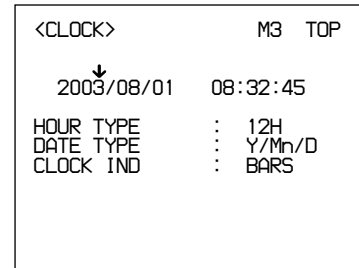 <CLOCK> M3 TOP
2003/08/01 08:32:45
HOUR TYPE : 12H
DATE TYPE : Y/Mn/D
CLOCK IND : BARS